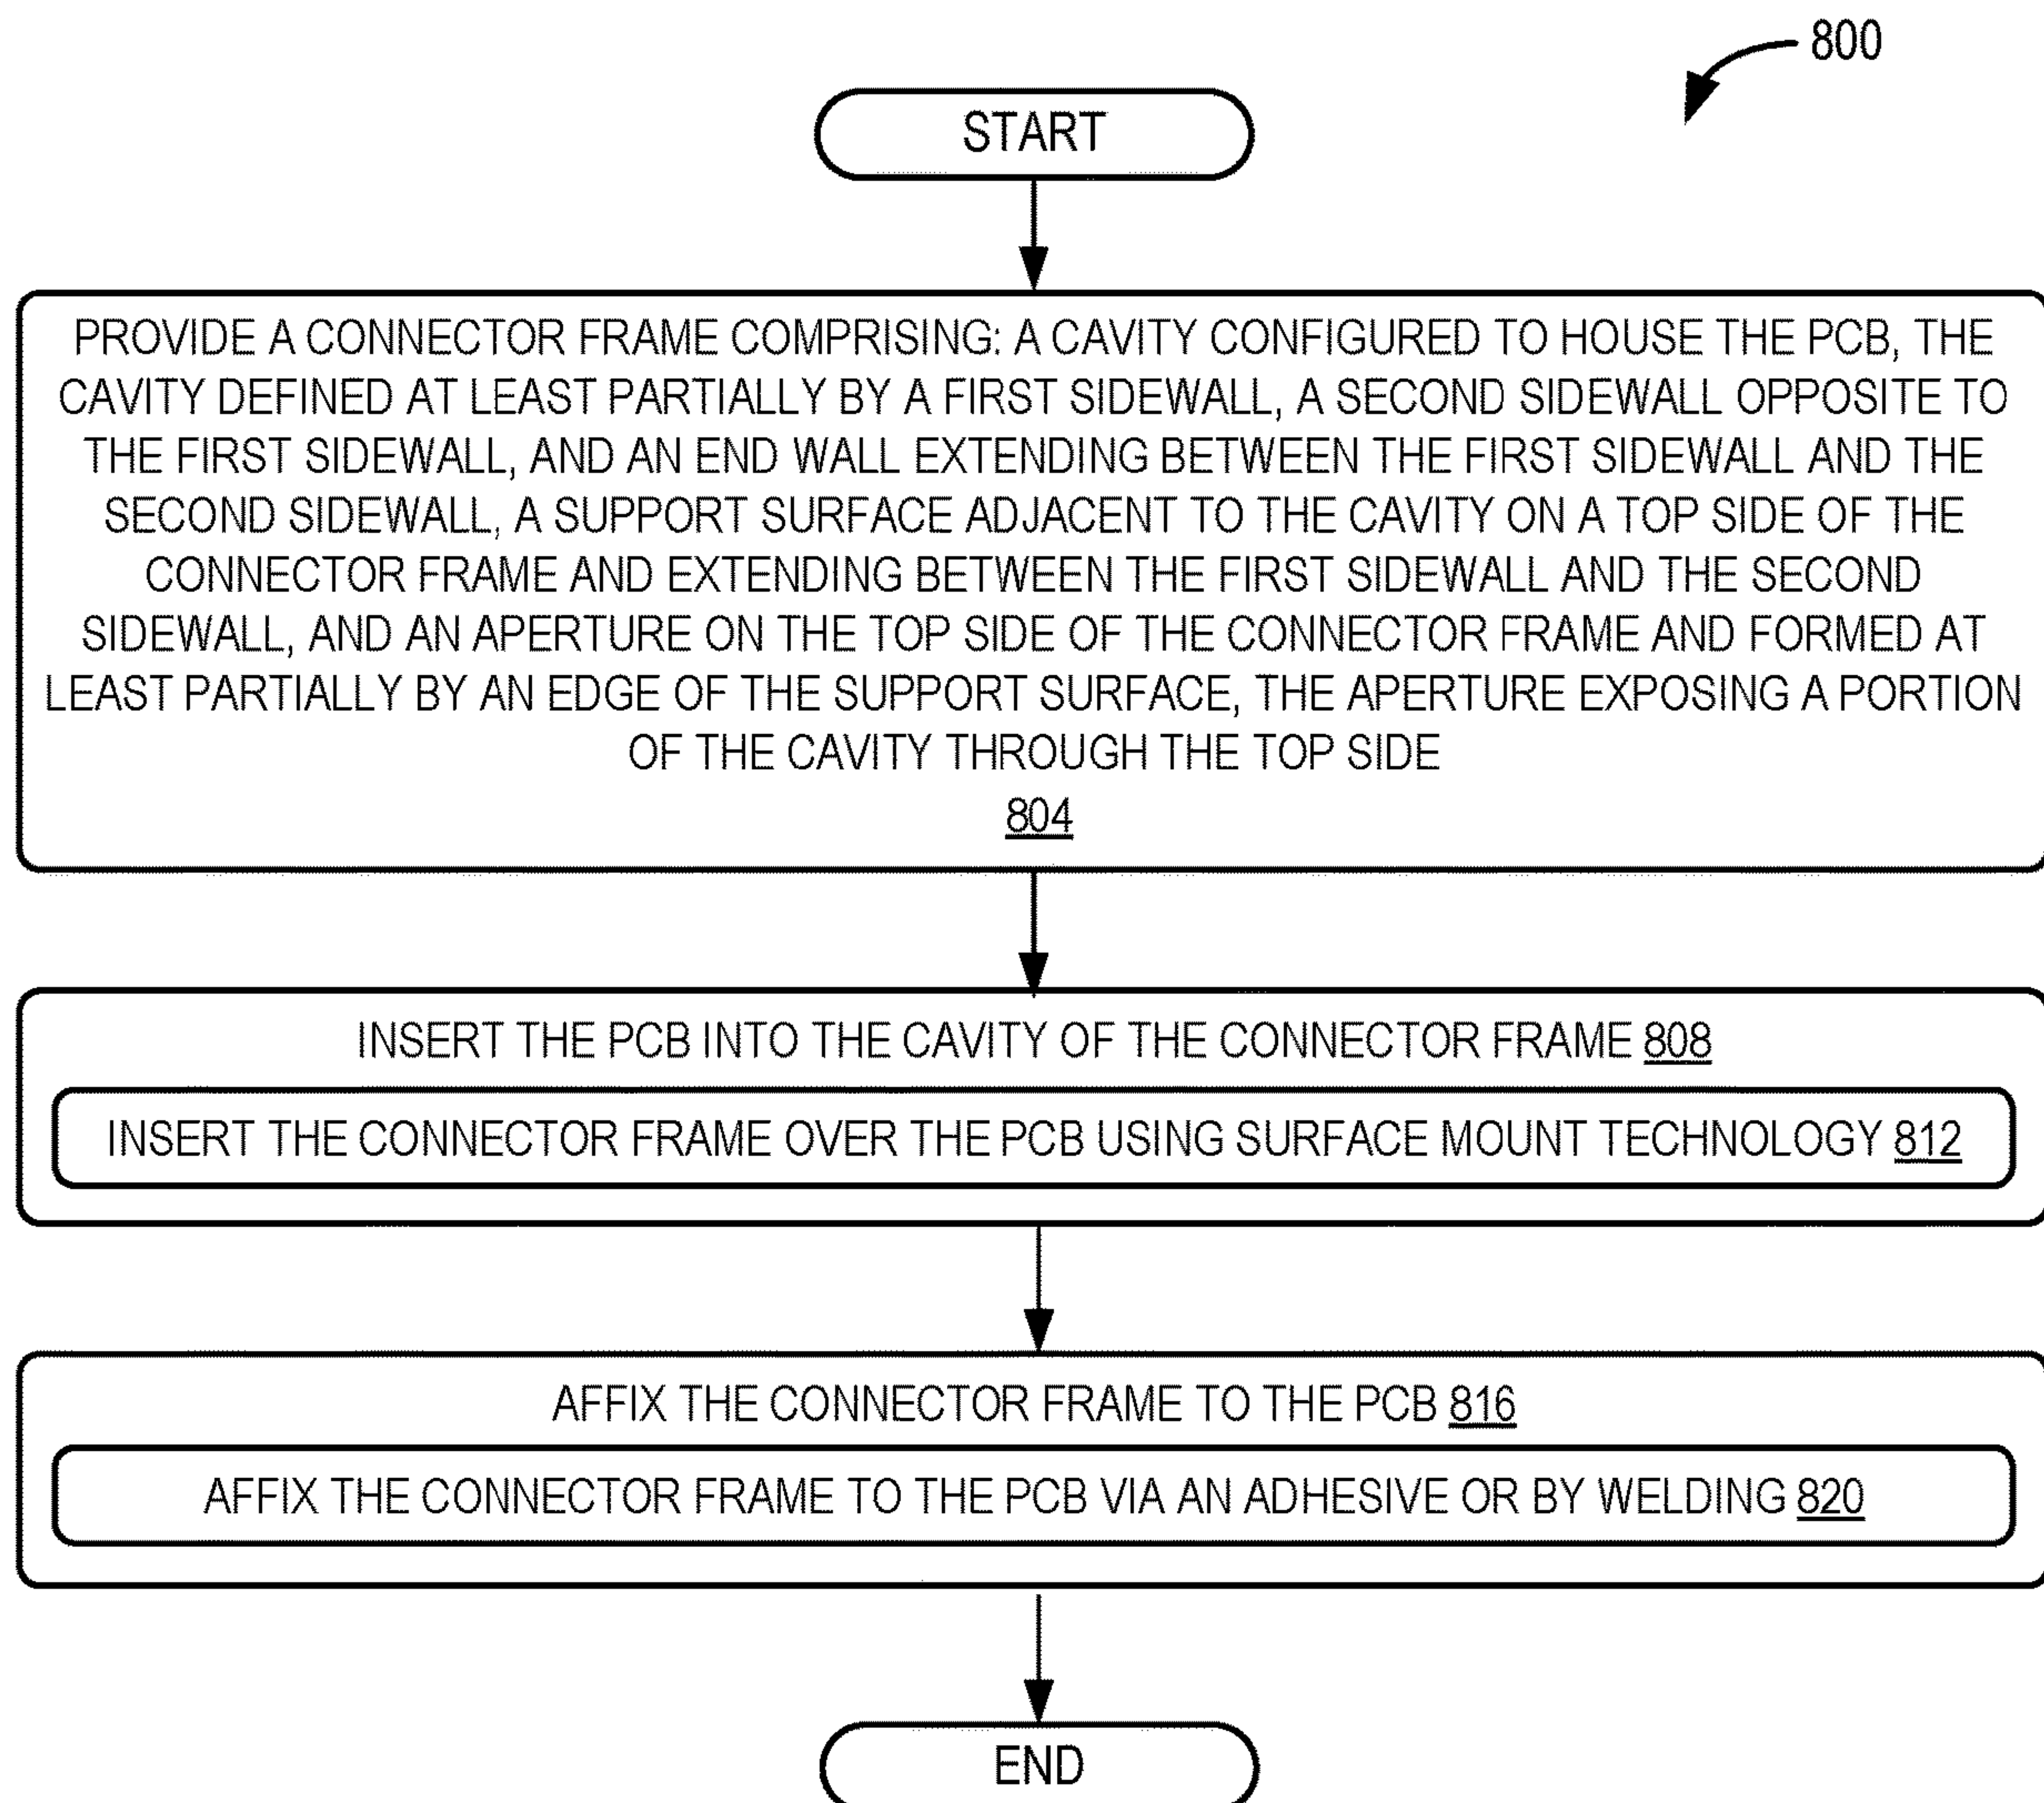 800
START
PROVIDE A CONNECTOR FRAME COMPRISING: A CAVITY CONFIGURED TO HOUSE THE PCB, THE
CAVITY DEFINED AT LEAST PARTIALLY BY A FIRST SIDEWALL, A SECOND SIDEWALL OPPOSITE TO
THE FIRST SIDEWALL, AND AN END WALL EXTENDING BETWEEN THE FIRST SIDEWALL AND THE
SECOND SIDEWALL, A SUPPORT SURFACE ADJACENT TO THE CAVITY ON A TOP SIDE OF THE
CONNECTOR FRAME AND EXTENDING BETWEEN THE FIRST SIDEWALL AND THE SECOND
SIDEWALL, AND AN APERTURE ON THE TOP SIDE OF THE CONNECTOR FRAME AND FORMED AT
LEAST PARTIALLY BY AN EDGE OF THE SUPPORT SURFACE, THE APERTURE EXPOSING A PORTION
OF THE CAVITY THROUGH THE TOP SIDE
804
INSERT THE PCB INTO THE CAVITY OF THE CONNECTOR FRAME 808
INSERT THE CONNECTOR FRAME OVER THE PCB USING SURFACE MOUNT TECHNOLOGY 812
AFFIX THE CONNECTOR FRAME TO THE PCB 816
AFFIX THE CONNECTOR FRAME TO THE PCB VIA AN ADHESIVE OR BY WELDING 820
END